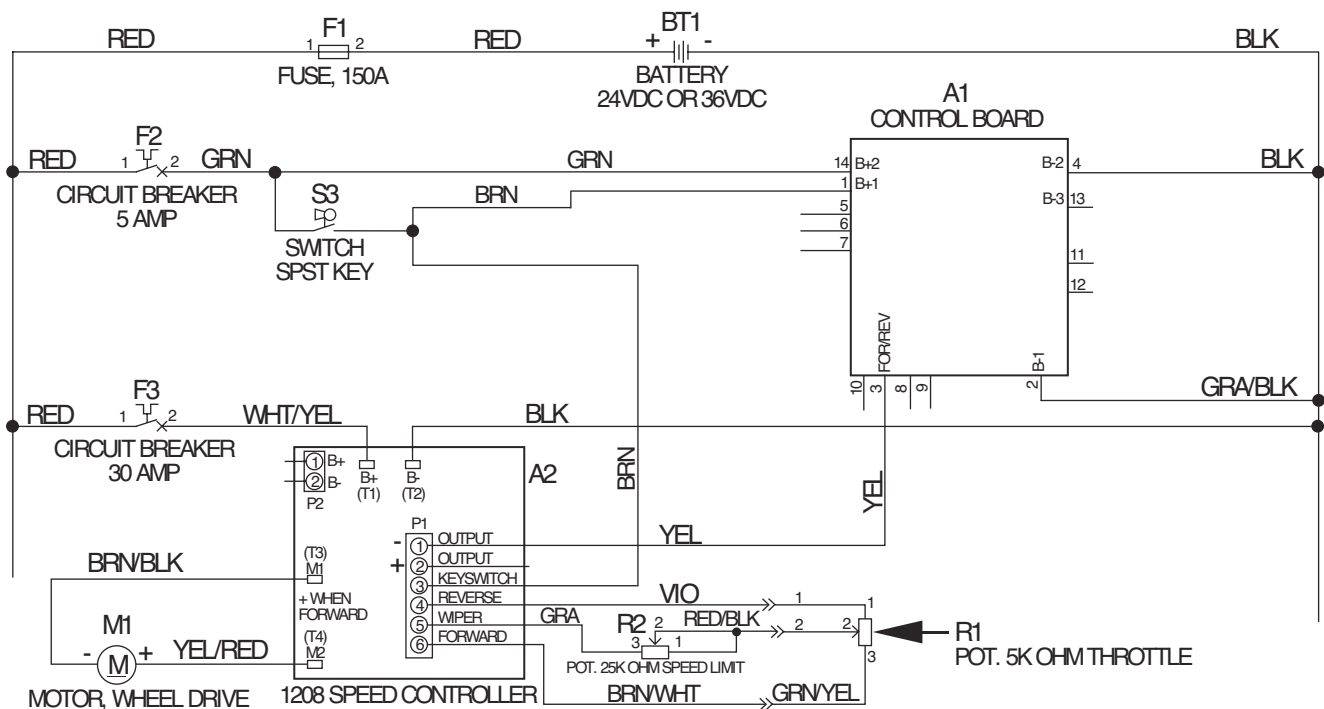 RED
F1
1 2
FUSE, 150A
RED
BT1
+ -
BATTERY
24VDC OR 36VDC
BLK
A1
CONTROL BOARD
RED
F2
1 2
CIRCUIT BREAKER
5 AMP
GRN
GRN
S3
SWITCH
SPST KEY
BRN
14 B+2
1 B+1
5
6
7
B-2 4
B-3 13
11
12
BLK
FOR/REV
B-1
10
3
8
9
2
GRA/BLK
RED
F3
1 2
CIRCUIT BREAKER
30 AMP
WHT/YEL
BLK
BRN
YEL
A2
1 B+
2 B-
P2
B+
(T1)
B-
(T2)
P1
- 1 OUTPUT
+ 2 OUTPUT
3 KEYSWITCH
4 REVERSE
5 WIPER
6 FORWARD
YEL
BRN/BLK
(T3)
M1
+ WHEN
FORWARD
(T4)
M2
M1
- M +
YEL/RED
MOTOR, WHEEL DRIVE
1208 SPEED CONTROLLER
VIO
1
1
GRA
R2
2
RED/BLK
2
2
3
1
POT. 25K OHM SPEED LIMIT
3
BRN/WHT
GRN/YEL
R1
POT. 5K OHM THROTTLE